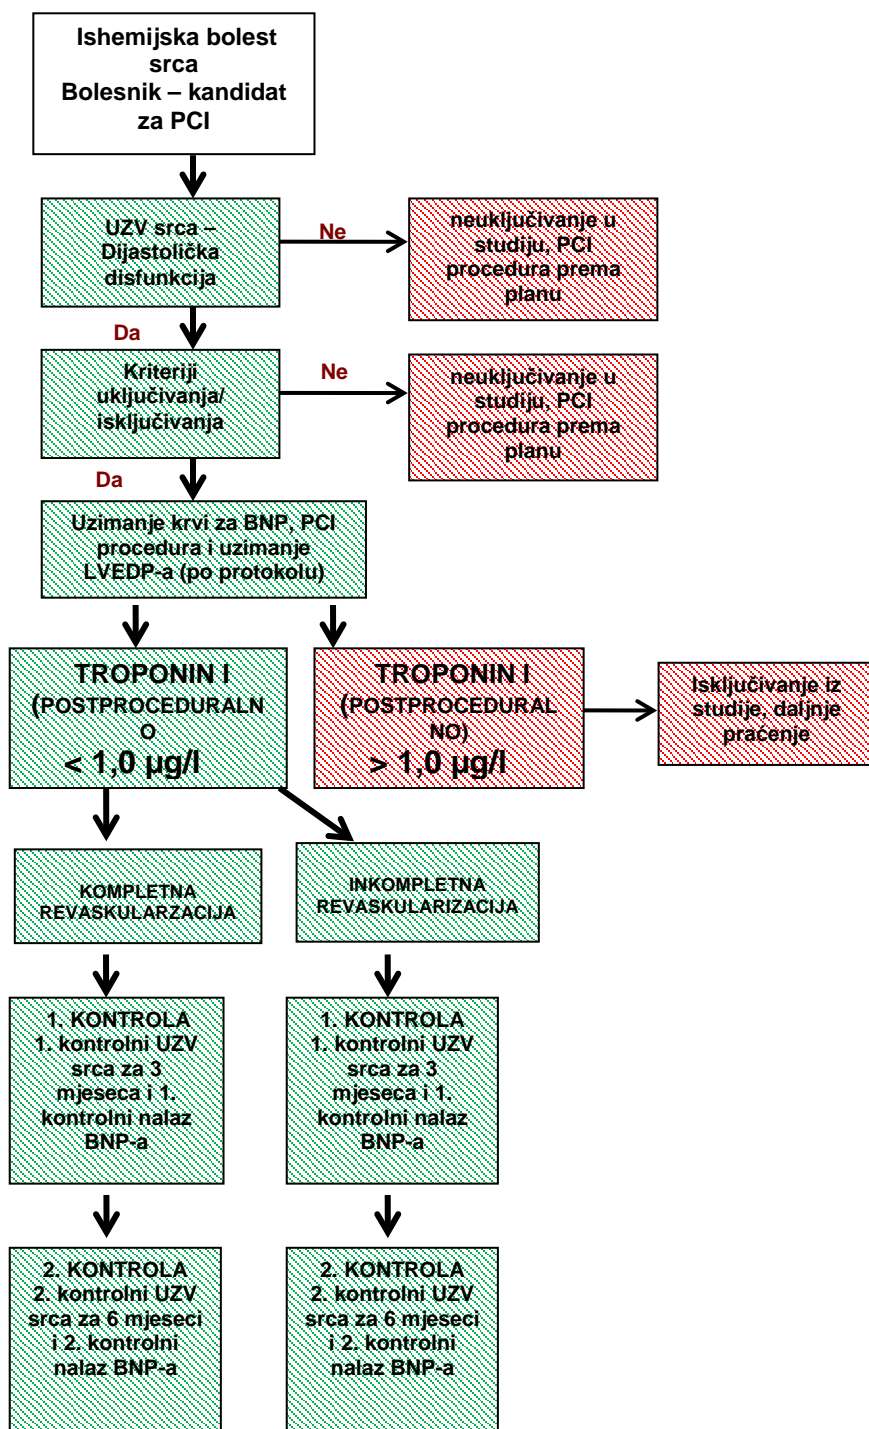 Ishemijska bolest
srca
Bolesnik – kandidat
za PCI
UZV srca –
Dijastolička
disfunkcija
Ne
neuključivanje u
studiju, PCI
procedura prema
planu
Da
Kriteriji
uključivanja/
isključivanja
Ne
neuključivanje u
studiju, PCI
procedura prema
planu
Da
Uzimanje krvi za BNP, PCI
procedura i uzimanje
LVEDP-a (po protokolu)
TROPONIN I
(POSTPROCEDURALN
O
< 1,0 µg/l
TROPONIN I
(POSTPROCEDURAL
NO)
> 1,0 µg/l
Isključivanje iz
studije, daljnje
praćenje
KOMPLETNA
REVASKULARZACIJA
INKOMPLETNA
REVASKULARIZACIJA
1. KONTROLA
1. kontrolni UZV
srca za 3
mjeseca i 1.
kontrolni nalaz
BNP-a
1. KONTROLA
1. kontrolni UZV
srca za 3
mjeseca i 1.
kontrolni nalaz
BNP-a
2. KONTROLA
2. kontrolni UZV
srca za 6 mjeseci
i 2. kontrolni
nalaz BNP-a
2. KONTROLA
2. kontrolni UZV
srca za 6 mjeseci
i 2. kontrolni
nalaz BNP-a